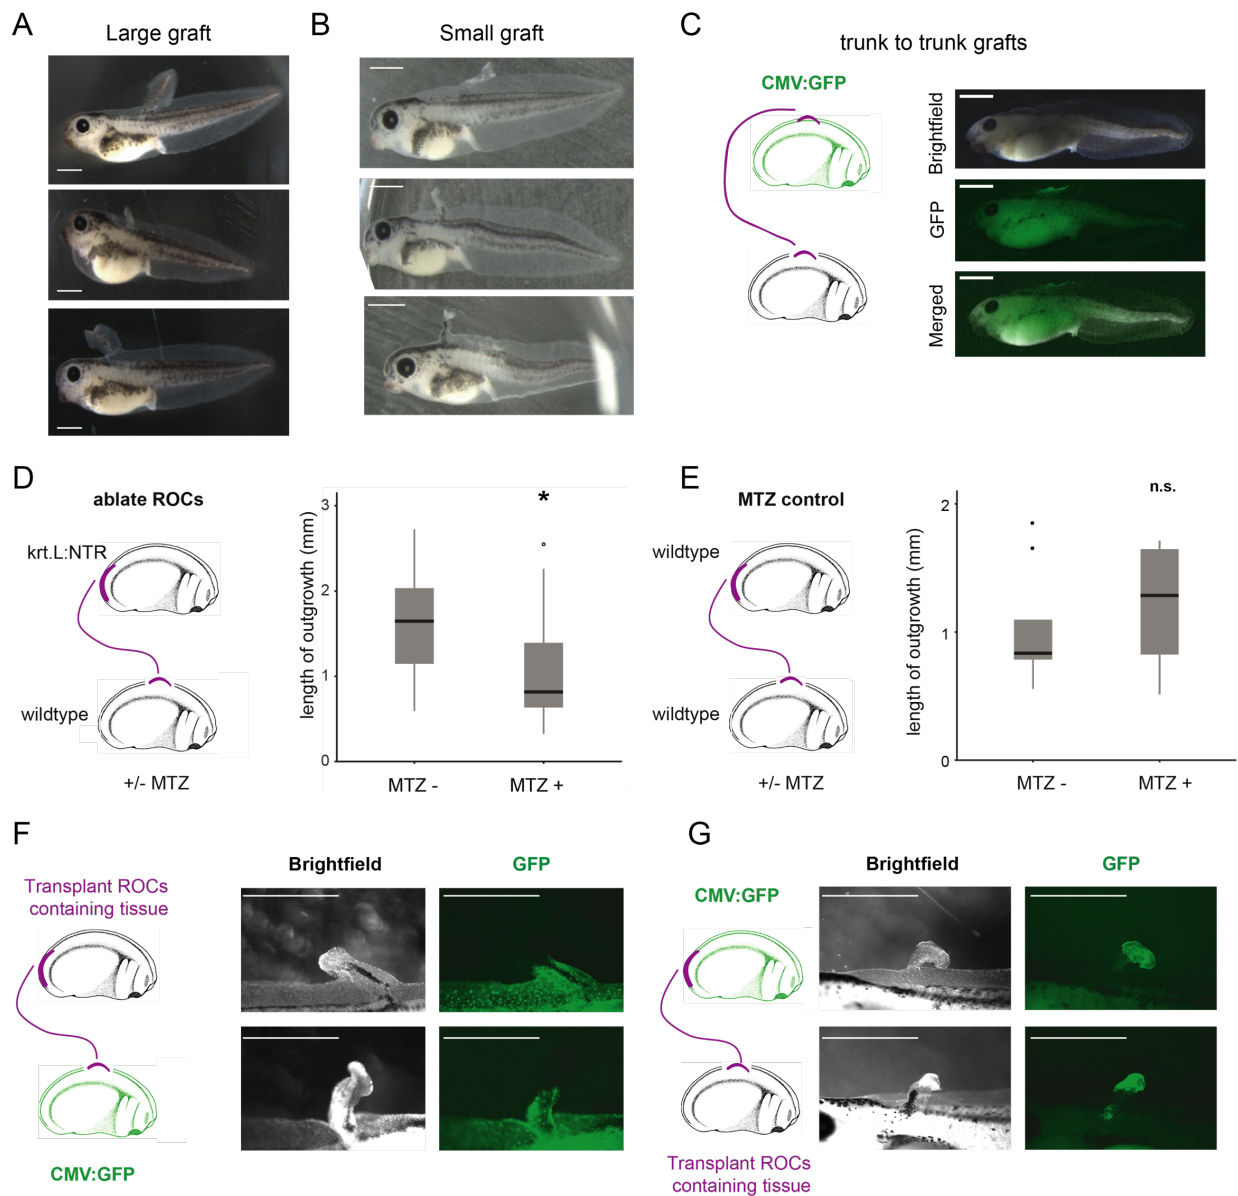 A
Large graft
B
Small graft
C
trunk to trunk grafts
CMV:GFP
Brightfield
GFP
Merged
D
ablate ROCs
krt.L:NTR
wildtype
+/- MTZ
length of outgrowth (mm)
3
2
1
0
*
MTZ -
MTZ +
E
MTZ control
wildtype
wildtype
+/- MTZ
length of outgrowth (mm)
2
1
0
n.s.
MTZ -
MTZ +
F
Transplant ROCs
containing tissue
CMV:GFP
Brightfield
GFP
G
CMV:GFP
Transplant ROCs
containing tissue
Brightfield
GFP